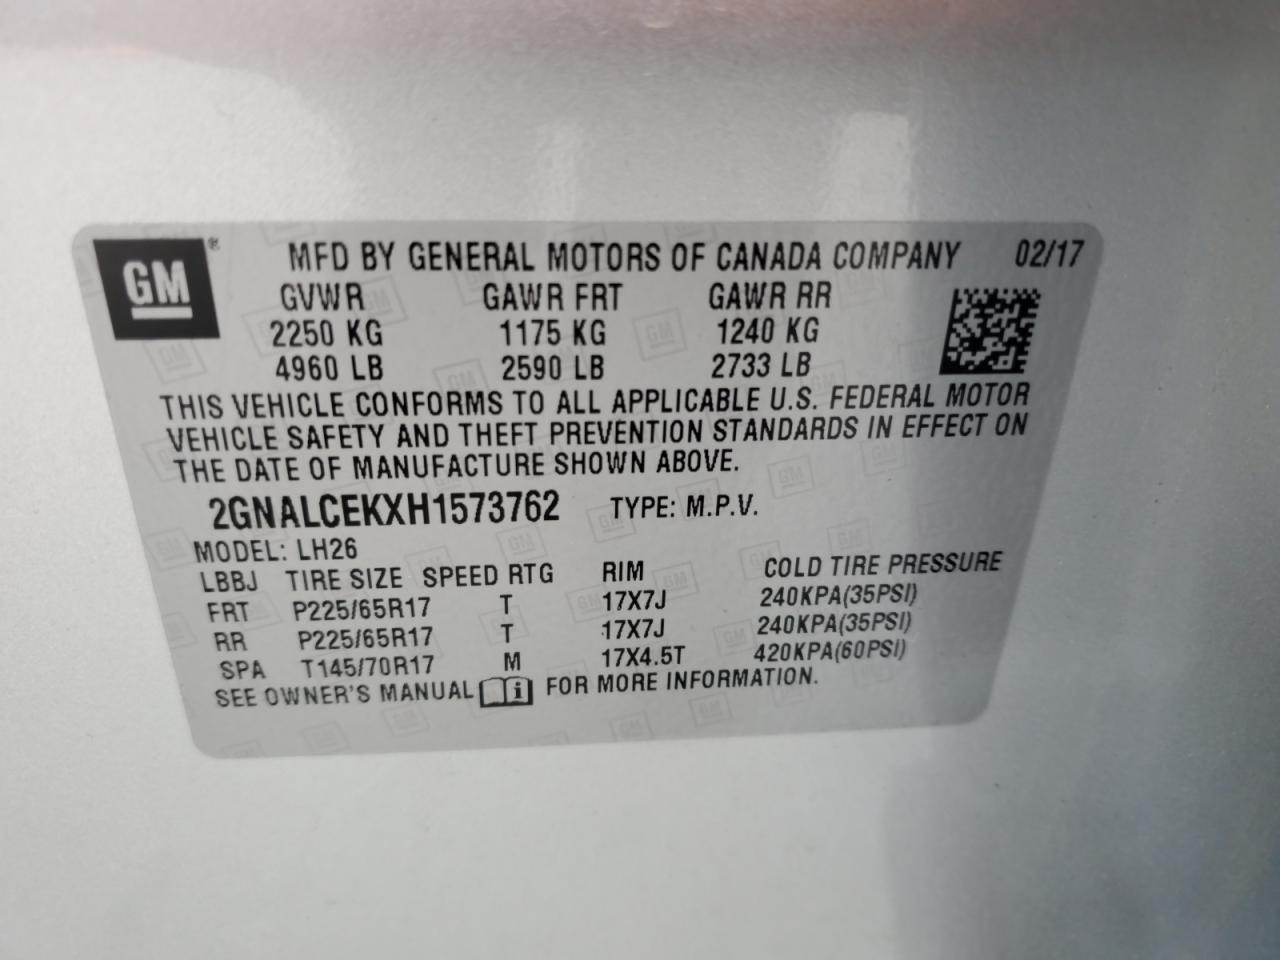 GM® MFD BY GENERAL MOTORS OF CANADA COMPANY 02/17
GVWR GAWR FRT GAWR RR
2250 KG 1175 KG 1240 KG
4960 LB 2590 LB 2733 LB
THIS VEHICLE CONFORMS TO ALL APPLICABLE U.S. FEDERAL MOTOR
VEHICLE SAFETY AND THEFT PREVENTION STANDARDS IN EFFECT ON
THE DATE OF MANUFACTURE SHOWN ABOVE.
2GNALCEKXH1573762 TYPE: M.P.V.
MODEL: LH26
LBBJ TIRE SIZE SPEED RTG RIM COLD TIRE PRESSURE
FRT P225/65R17 T 17X7J 240KPA(35PSI)
RR P225/65R17 T 17X7J 240KPA(35PSI)
SPA T145/70R17 M 17X4.5T 420KPA(60PSI)
SEE OWNER'S MANUAL i FOR MORE INFORMATION.